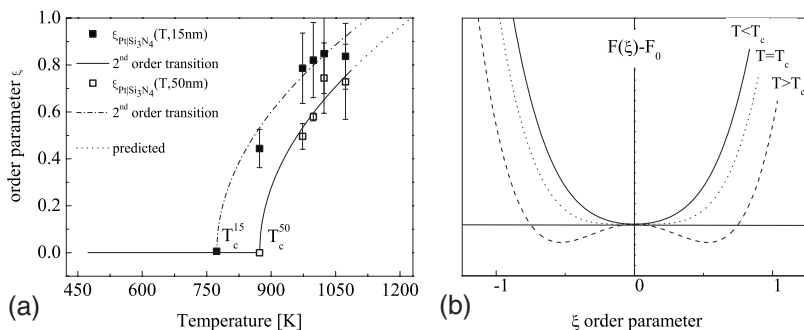 ξPt|Si3N4(T,15nm)
2nd order transition
ξPt|Si3N4(T,50nm)
2nd order transition
predicted
order parameter ξ
1.0
0.8
0.6
0.4
0.2
0.0
Tc15
Tc50
450 600 750 900 1050 1200
(a)
Temperature [K]
F(ξ)-F0
T<Tc
T=Tc
T>Tc
-1 0 1
(b)
ξ order parameter